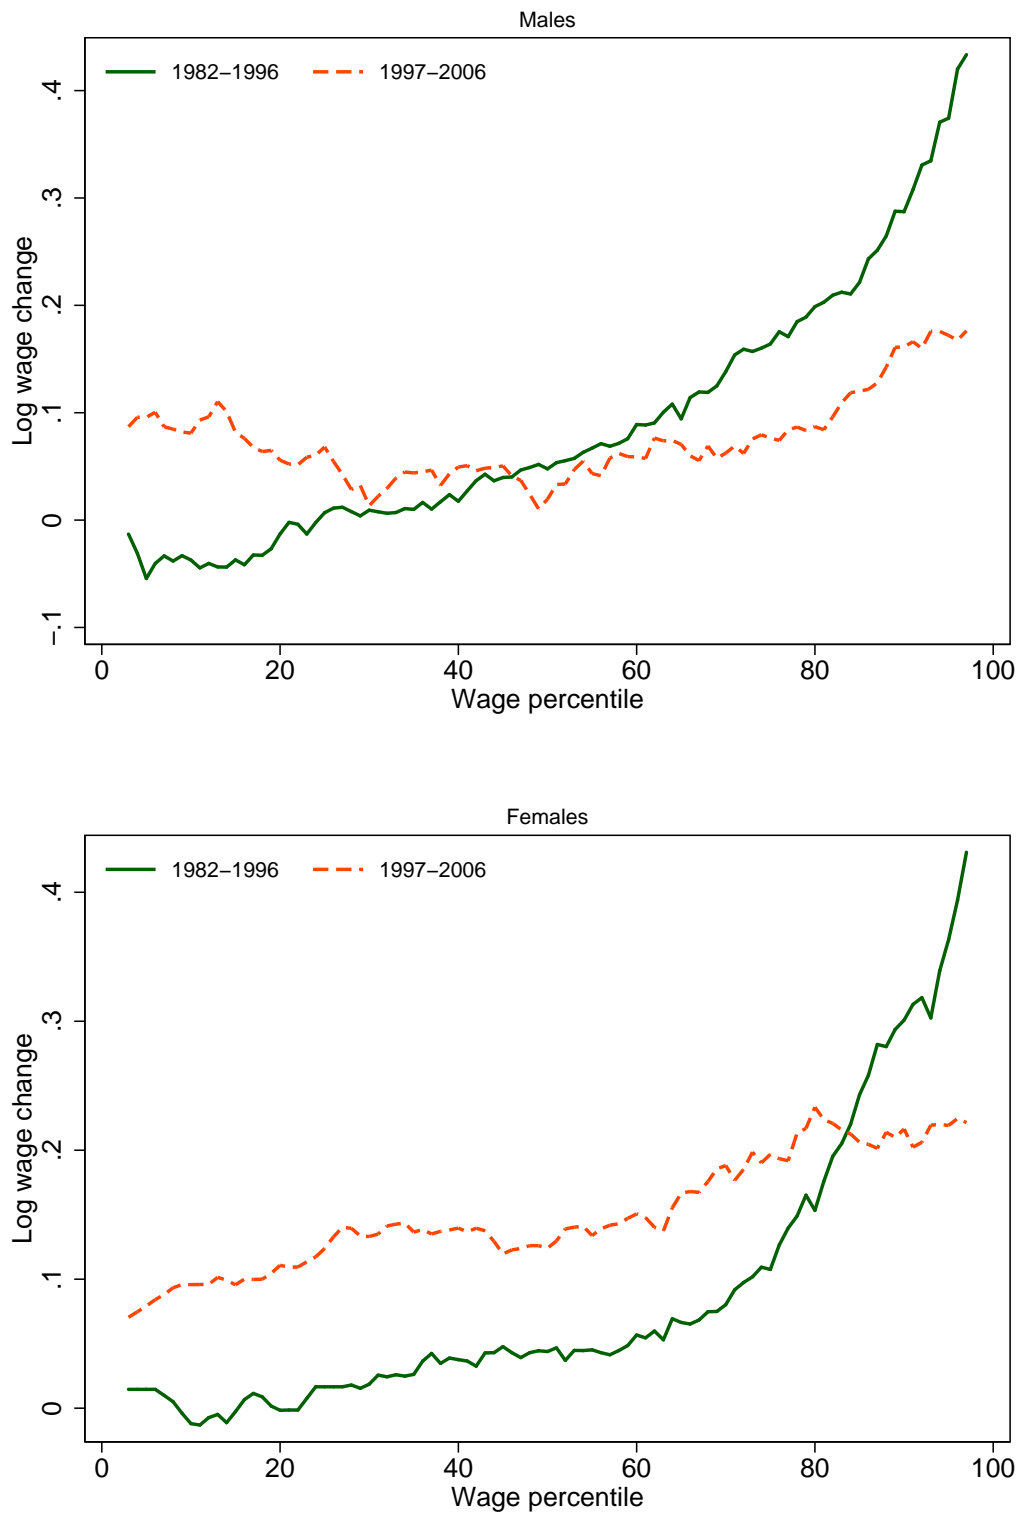 Males
1982–1996 1997–2006
Log wage change
.4
.3
.2
.1
0
–.1
0 20 40 60 80 100
Wage percentile
Females
1982–1996 1997–2006
Log wage change
.4
.3
.2
.1
0
0 20 40 60 80 100
Wage percentile